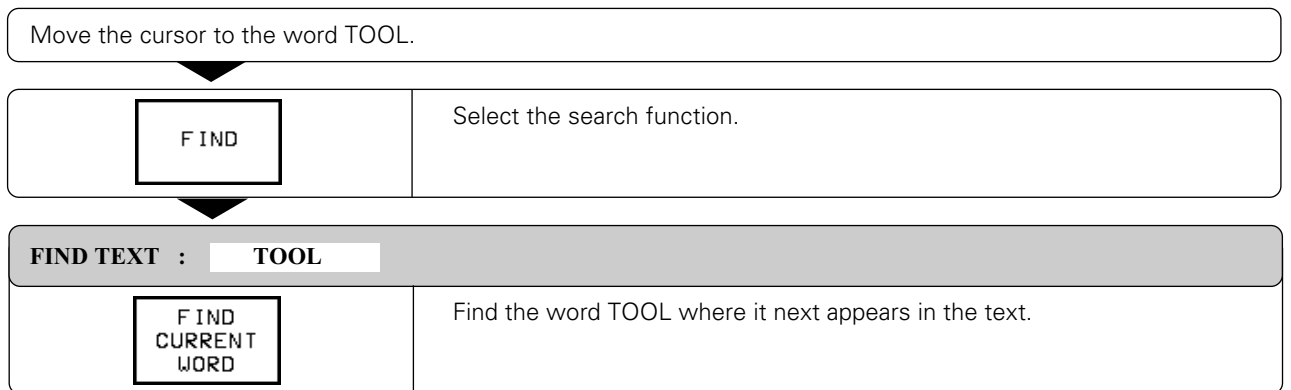 Move the cursor to the word TOOL.
FIND
Select the search function.
FIND TEXT : TOOL
FIND
CURRENT
WORD
Find the word TOOL where it next appears in the text.